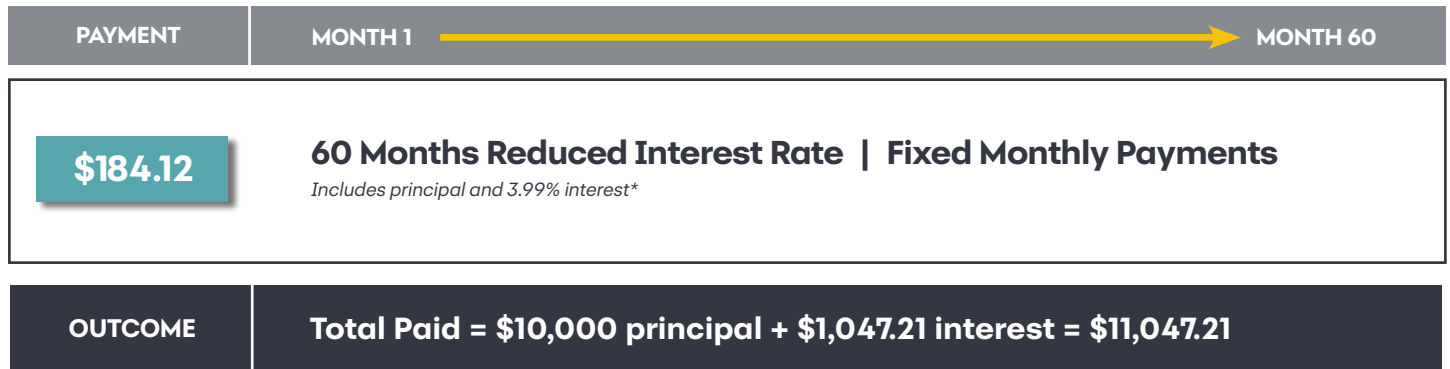 PAYMENT MONTH 1 MONTH 60
$184.12
60 Months Reduced Interest Rate | Fixed Monthly Payments
Includes principal and 3.99% interest*
OUTCOME Total Paid = $10,000 principal + $1,047.21 interest = $11,047.21